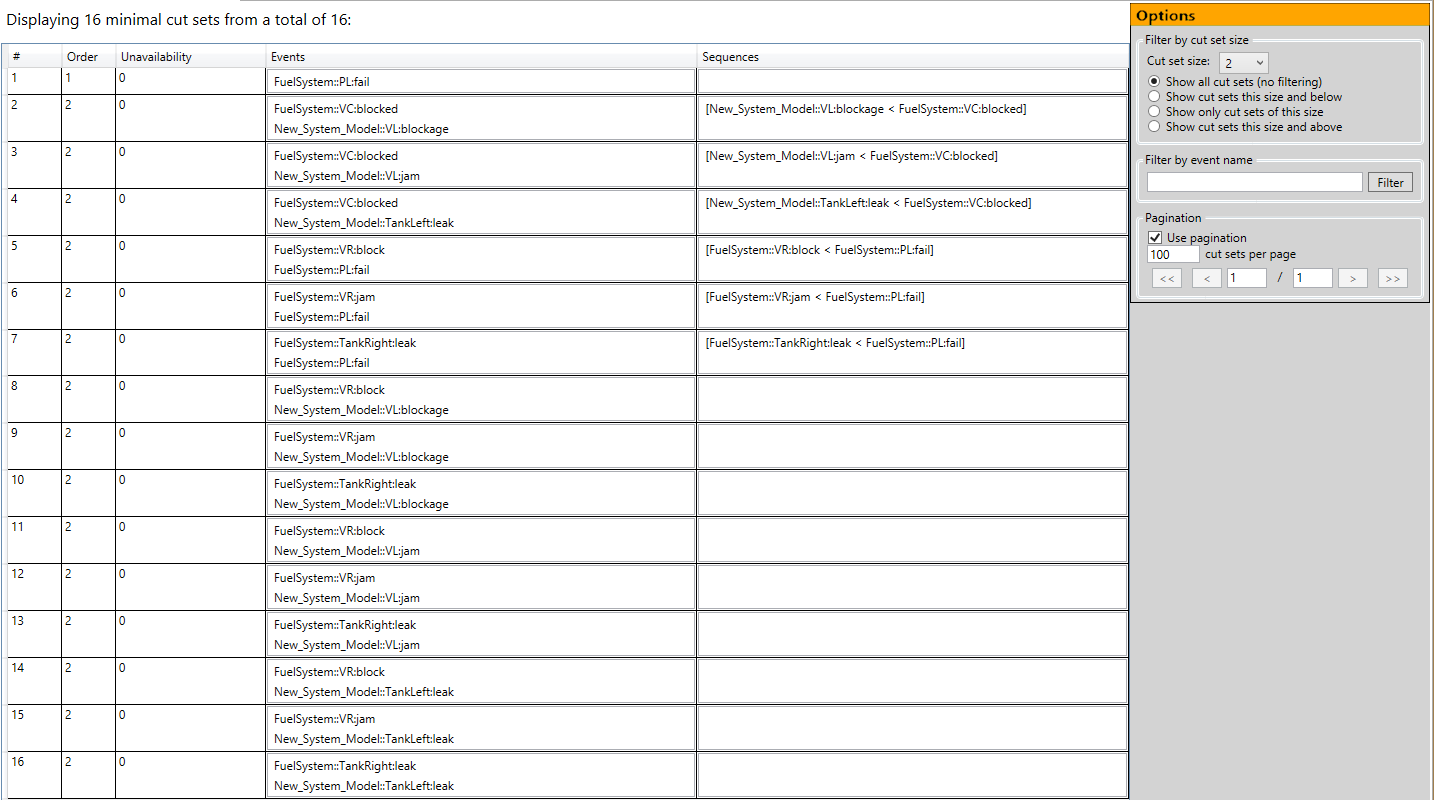 Displaying 16 minimal cut sets from a total of 16:
# Order Unavailability Events Sequences
1 1 0 FuelSystem::PL:fail
2 2 0 FuelSystem::VC:blocked [New_System_Model::VL:blockage < FuelSystem::VC:blocked]
New_System_Model::VL:blockage
3 2 0 FuelSystem::VC:blocked [New_System_Model::VL:jam < FuelSystem::VC:blocked]
New_System_Model::VL:jam
4 2 0 FuelSystem::VC:blocked [New_System_Model::TankLeft:leak < FuelSystem::VC:blocked]
New_System_Model::TankLeft:leak
5 2 0 FuelSystem::VR:block [FuelSystem::VR:block < FuelSystem::PL:fail]
FuelSystem::PL:fail
6 2 0 FuelSystem::VR:jam [FuelSystem::VR:jam < FuelSystem::PL:fail]
FuelSystem::PL:fail
7 2 0 FuelSystem::TankRight:leak [FuelSystem::TankRight:leak < FuelSystem::PL:fail]
FuelSystem::PL:fail
8 2 0 FuelSystem::VR:block
New_System_Model::VL:blockage
9 2 0 FuelSystem::VR:jam
New_System_Model::VL:blockage
10 2 0 FuelSystem::TankRight:leak
New_System_Model::VL:blockage
11 2 0 FuelSystem::VR:block
New_System_Model::VL:jam
12 2 0 FuelSystem::VR:jam
New_System_Model::VL:jam
13 2 0 FuelSystem::TankRight:leak
New_System_Model::VL:jam
14 2 0 FuelSystem::VR:block
New_System_Model::TankLeft:leak
15 2 0 FuelSystem::VR:jam
New_System_Model::TankLeft:leak
16 2 0 FuelSystem::TankRight:leak
New_System_Model::TankLeft:leak
Options
Filter by cut set size
Cut set size: 2
Show all cut sets (no filtering)
Show cut sets this size and below
Show only cut sets of this size
Show cut sets this size and above
Filter by event name
Filter
Pagination
Use pagination
100 cut sets per page
<< < 1 / 1 > >>